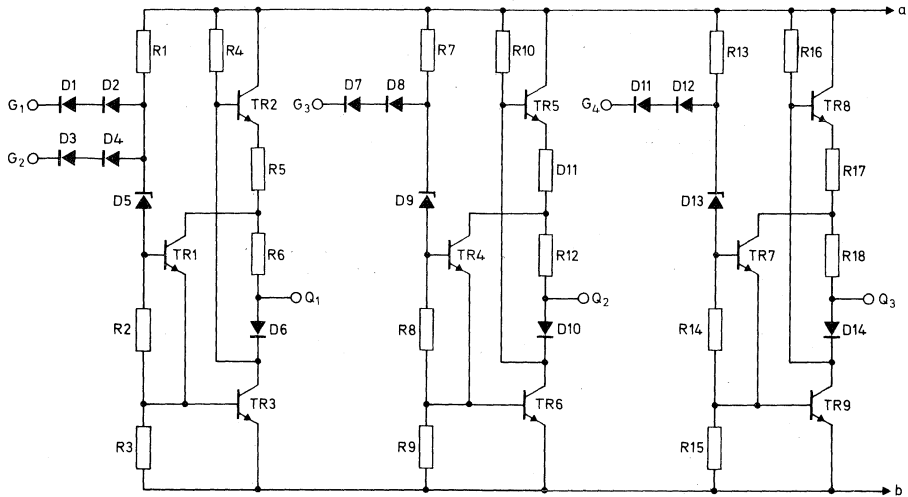 a
R1
R4
R7
R10
R13
R16
D1 D2
G1
TR2
D7 D8
G3
TR5
D11 D12
G4
TR8
D3 D4
G2
R5
D11
R17
D5
D9
D13
TR1
R6
TR4
R12
TR7
R18
Q1
Q2
Q3
R2
D6
R8
D10
R14
D14
TR3
TR6
TR9
R3
R9
R15
b